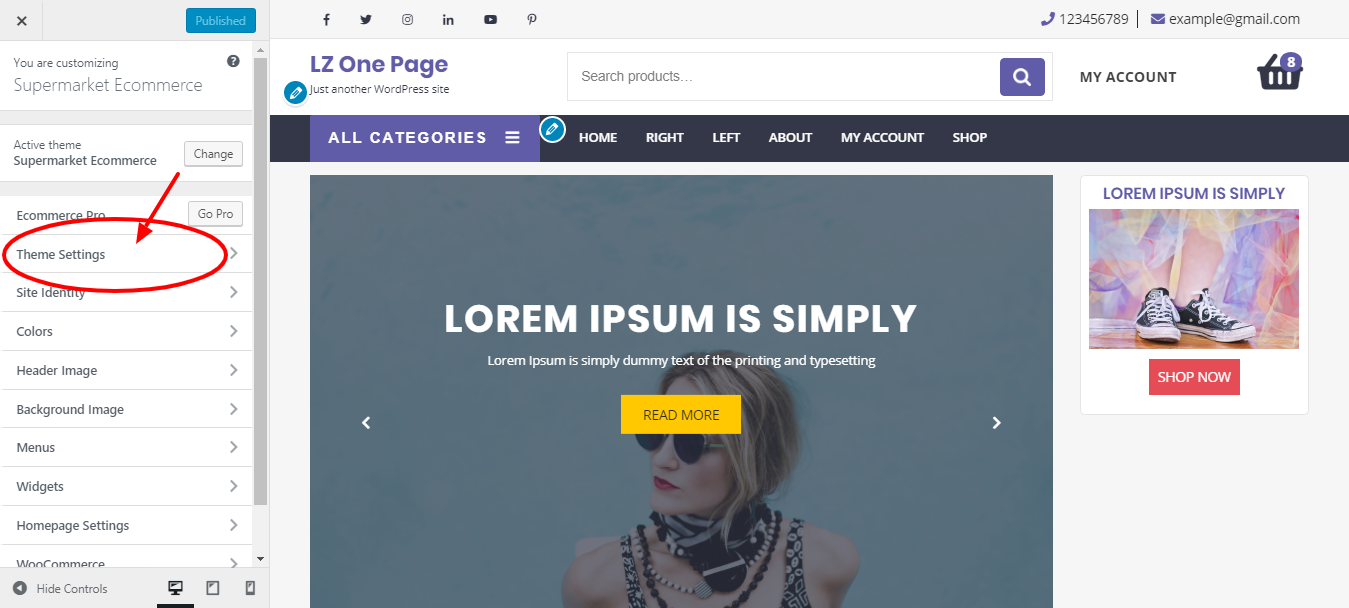 Published
You are customizing
Supermarket Ecommerce
Active theme
Supermarket Ecommerce
Change
Ecommerce Pro
Go Pro
Theme Settings
Site Identity
Colors
Header Image
Background Image
Menus
Widgets
Homepage Settings
WooCommerce
Hide Controls
123456789
example@gmail.com
LZ One Page
Just another WordPress site
Search products…
MY ACCOUNT
8
ALL CATEGORIES
HOME RIGHT LEFT ABOUT MY ACCOUNT SHOP
LOREM IPSUM IS SIMPLY
Lorem Ipsum is simply dummy text of the printing and typesetting
READ MORE
LOREM IPSUM IS SIMPLY
SHOP NOW